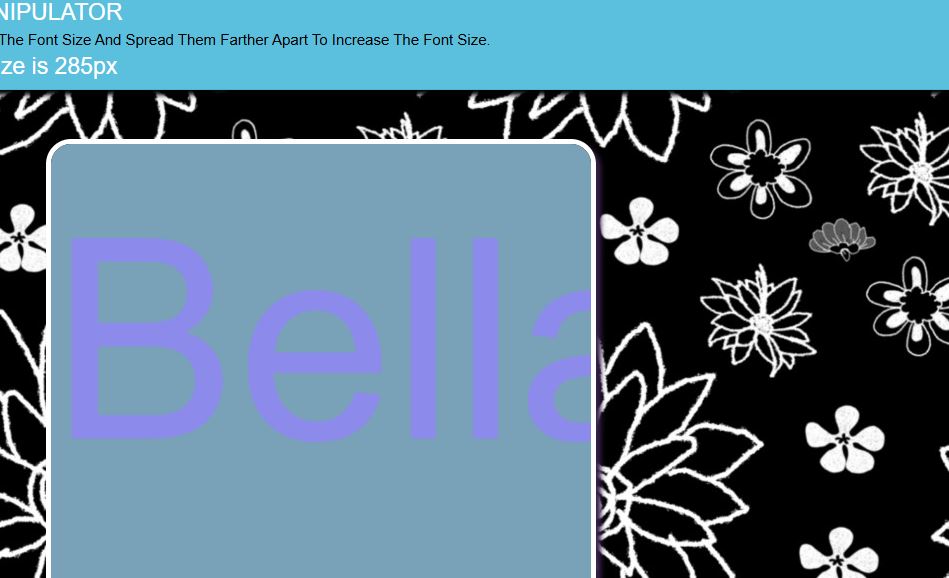 NIPULATOR
The Font Size And Spread Them Farther Apart To Increase The Font Size.
ze is 285px
Bella